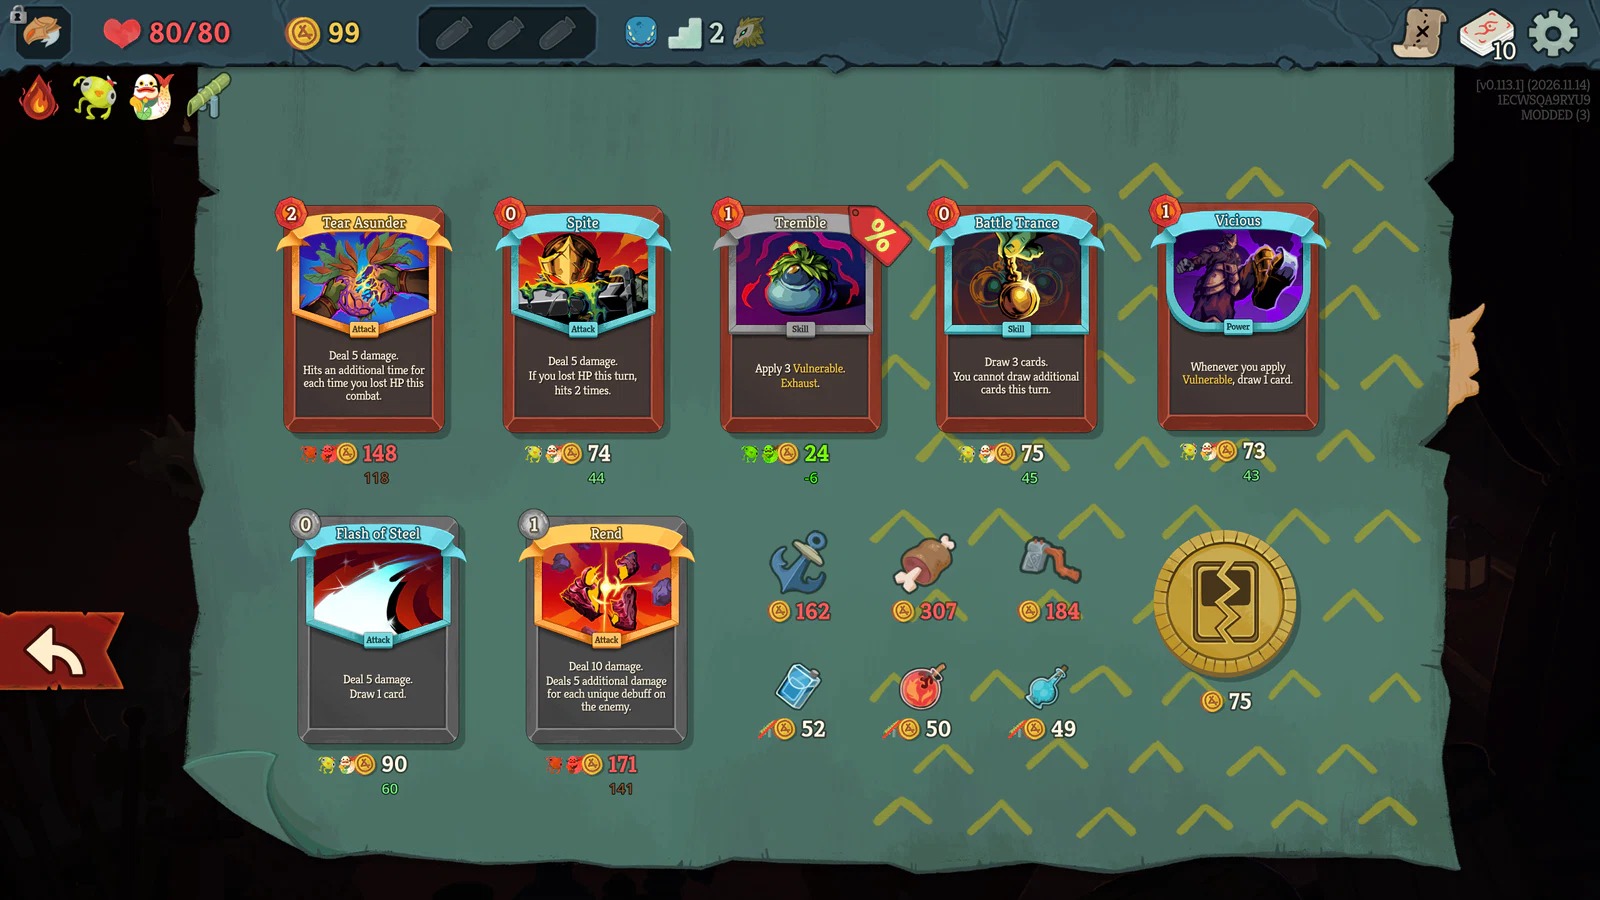 80/80
99
2
10
[v0.113.1] (2026.11.14)
1ECWSQA9RYU9
MODDED (3)
2
Tear Asunder
Attack
Deal 5 damage.
Hits an additional time for
each time you lost HP this
combat.
148
118
0
Spite
Attack
Deal 5 damage.
If you lost HP this turn,
hits 2 times.
74
44
1
Tremble
%
Skill
Apply 3 Vulnerable.
Exhaust.
24
-6
0
Battle Trance
Skill
Draw 3 cards.
You cannot draw additional
cards this turn.
75
45
1
Vicious
Power
Whenever you apply
Vulnerable, draw 1 card.
73
43
0
Flash of Steel
Attack
Deal 5 damage.
Draw 1 card.
90
60
1
Rend
Attack
Deal 10 damage.
Deals 5 additional damage
for each unique debuff on
the enemy.
171
141
162
307
184
52
50
49
75